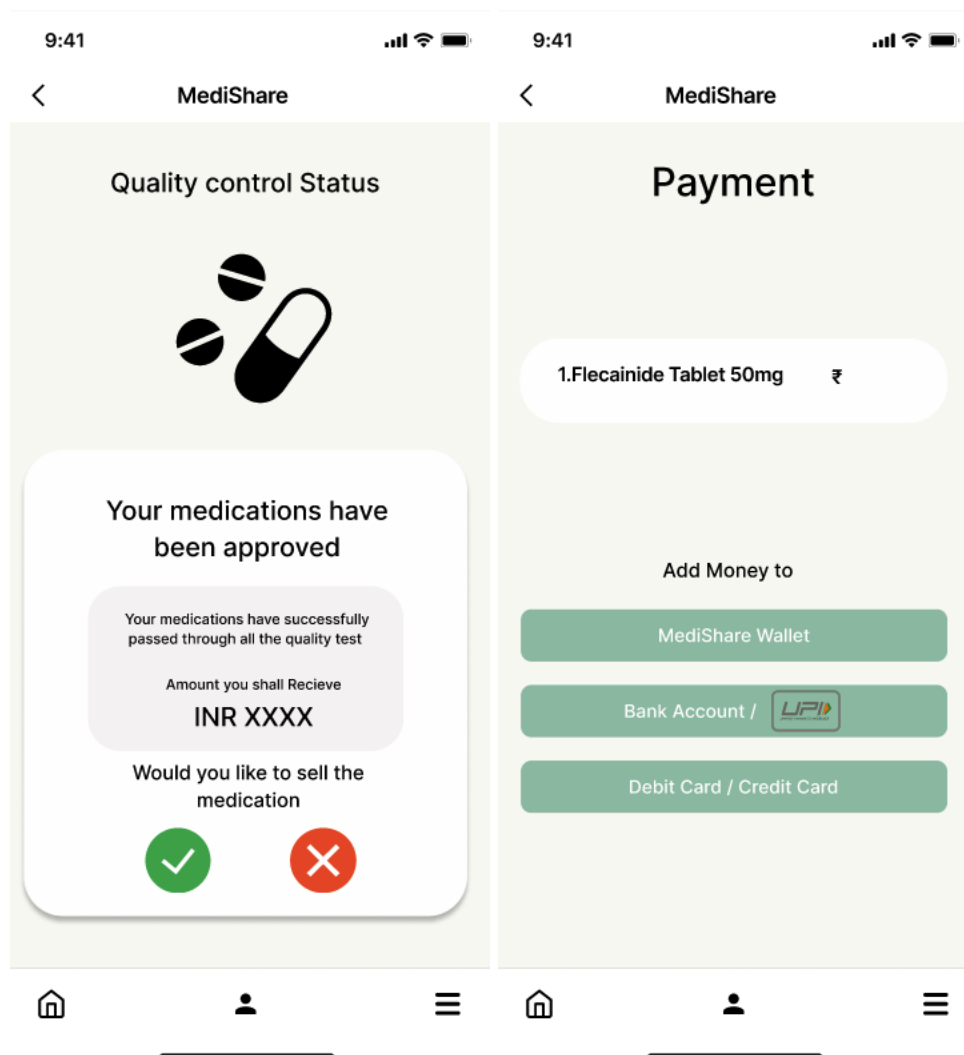 9:41
MediShare
Quality control Status
Your medications have
been approved
Your medications have successfully
passed through all the quality test
Amount you shall Recieve
INR XXXX
Would you like to sell the
medication
9:41
MediShare
Payment
1.Flecainide Tablet 50mg ₹
Add Money to
MediShare Wallet
Bank Account / UPI
Debit Card / Credit Card